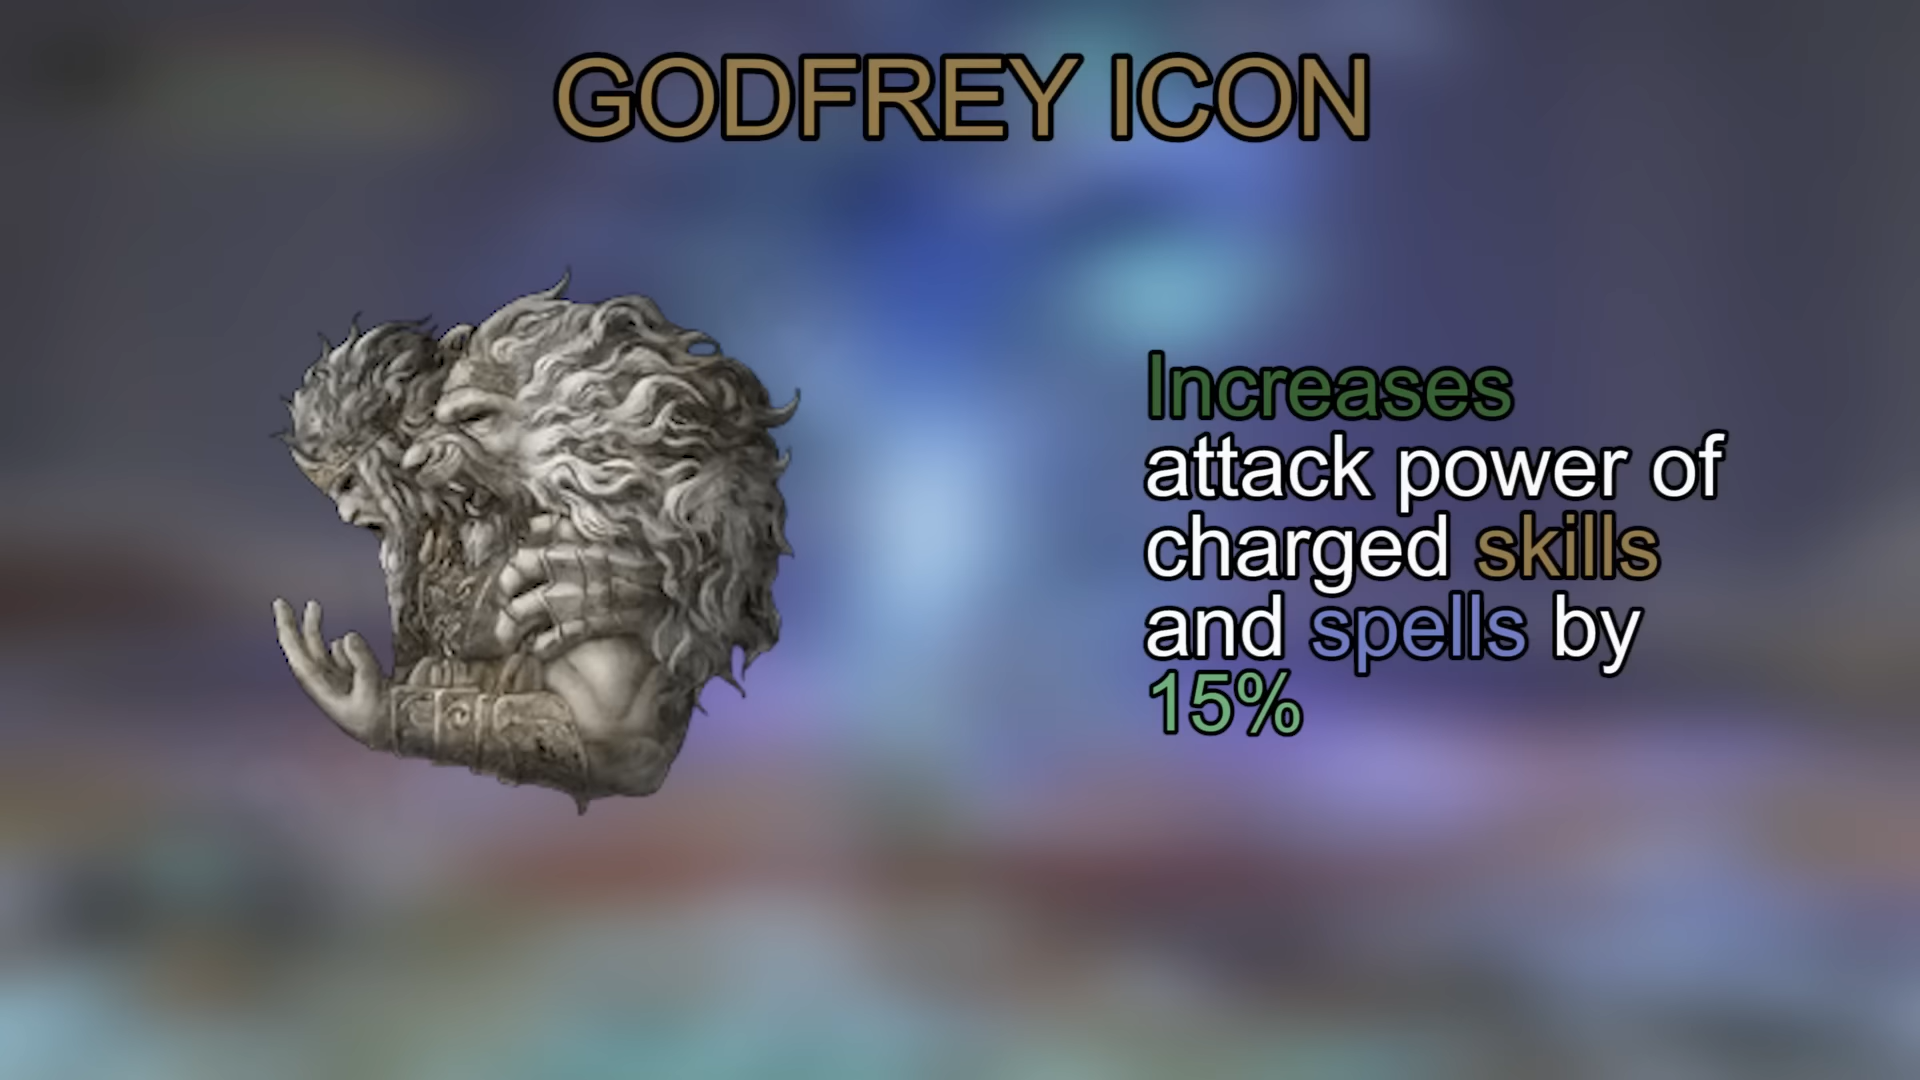 GODFREY ICON
Increases
attack power of
charged skills
and spells by
15%